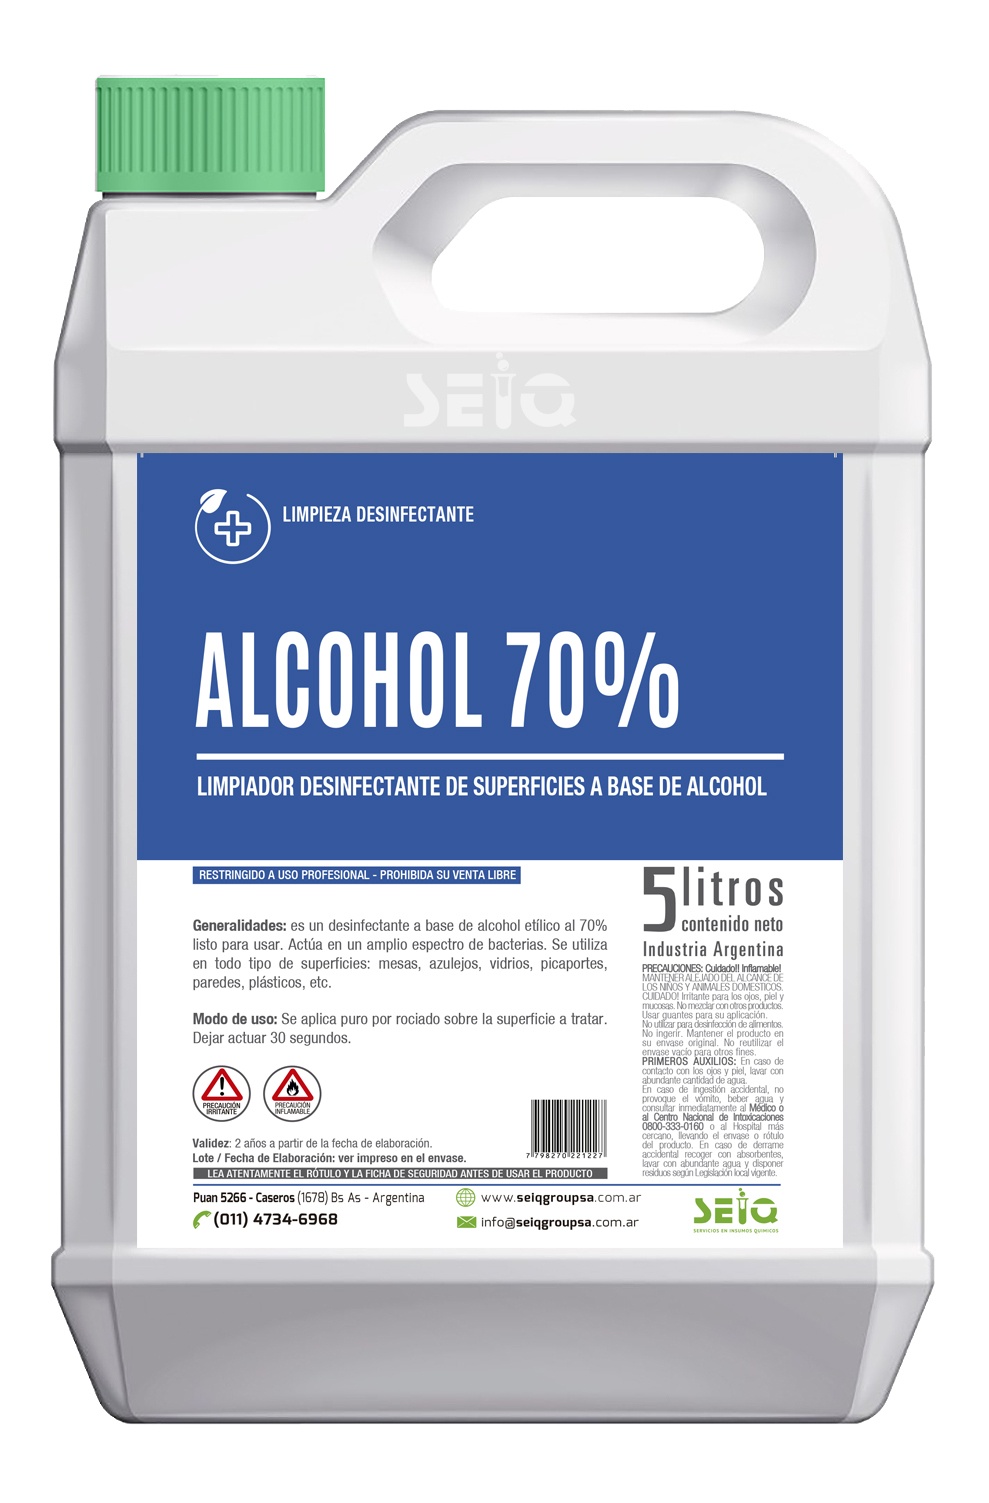 SEIQ
LIMPIEZA DESINFECTANTE
ALCOHOL 70%
LIMPIADOR DESINFECTANTE DE SUPERFICIES A BASE DE ALCOHOL
RESTRINGIDO A USO PROFESIONAL - PROHIBIDA SU VENTA LIBRE
Generalidades: es un desinfectante a base de alcohol etílico al 70%
listo para usar. Actúa en un amplio espectro de bacterias. Se utiliza
en todo tipo de superficies: mesas, azulejos, vidrios, picaportes,
paredes, plásticos, etc.
Modo de uso: Se aplica puro por rociado sobre la superficie a tratar.
Dejar actuar 30 segundos.
PRECAUCIÓN
IRRITANTE
PRECAUCIÓN
INFLAMABLE
Validez: 2 años a partir de la fecha de elaboración.
Lote / Fecha de Elaboración: ver impreso en el envase.
7 798270 221227
LEA ATENTAMENTE EL RÓTULO Y LA FICHA DE SEGURIDAD ANTES DE USAR EL PRODUCTO
5 litros
contenido neto
Industria Argentina
PRECAUCIONES: Cuidado!! Inflamable!
MANTENER ALEJADO DEL ALCANCE DE
LOS NIÑOS Y ANIMALES DOMESTICOS.
CUIDADO! Irritante para los ojos, piel y
mucosas. No mezclar con otros productos.
Usar guantes para su aplicación.
No utilizar para desinfección de alimentos.
No ingerir. Mantener el producto en
su envase original. No reutilizar el
envase vacío para otros fines.
PRIMEROS AUXILIOS: En caso de
contacto con los ojos y piel, lavar con
abundante cantidad de agua.
En caso de ingestión accidental, no
provoque el vómito, beber agua y
consultar inmediatamente al Médico o
al Centro Nacional de Intoxicaciones
0800-333-0160 o al Hospital más
cercano, llevando el envase o rótulo
del producto. En caso de derrame
accidental recoger con absorbentes,
lavar con abundante agua y disponer
residuos según Legislación local vigente.
Puan 5266 - Caseros (1678) Bs As - Argentina
(011) 4734-6968
www.seiqgroupsa.com.ar
info@seiqgroupsa.com.ar
SEIQ
SERVICIOS EN INSUMOS QUIMICOS